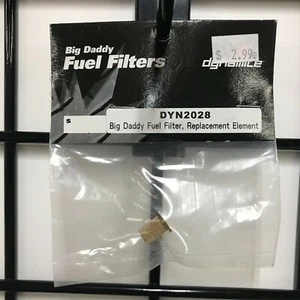 Big Daddy
Fuel Filters
$ 2.99
dynamite
s
DYN2028
Big Daddy Fuel Filter, Replacement Element